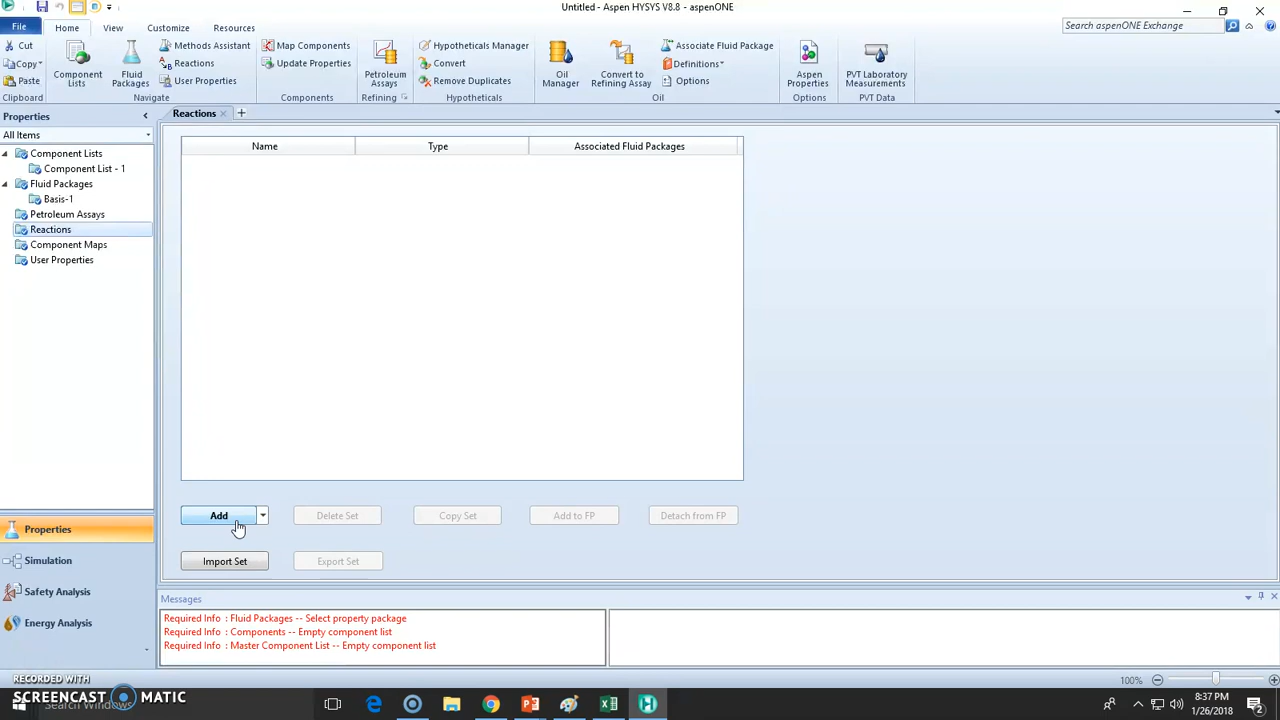 Untitled - Aspen HYSYS V8.8 - aspenONE
File
Home
View
Customize
Resources
Search aspenONE Exchange
Cut
Copy
Paste
Clipboard
Component Lists
Fluid Packages
Methods Assistant
Reactions
User Properties
Navigate
Map Components
Update Properties
Components
Petroleum Assays
Refining
Hypotheticals Manager
Convert
Remove Duplicates
Hypotheticals
Oil Manager
Convert to Refining Assay
Associate Fluid Package
Definitions
Options
Oil
Aspen Properties
Options
PVT Laboratory Measurements
PVT Data
Properties
All Items
Component Lists
Component List - 1
Fluid Packages
Basis-1
Petroleum Assays
Reactions
Component Maps
User Properties
Properties
Simulation
Safety Analysis
Energy Analysis
Reactions
Name Type Associated Fluid Packages
Add
Delete Set
Copy Set
Add to FP
Detach from FP
Import Set
Export Set
Messages
Required Info : Fluid Packages -- Select property package
Required Info : Components -- Empty component list
Required Info : Master Component List -- Empty component list
100%
RECORDED WITH
SCREENCAST MATIC
Search Windows
8:37 PM
1/26/2018
2